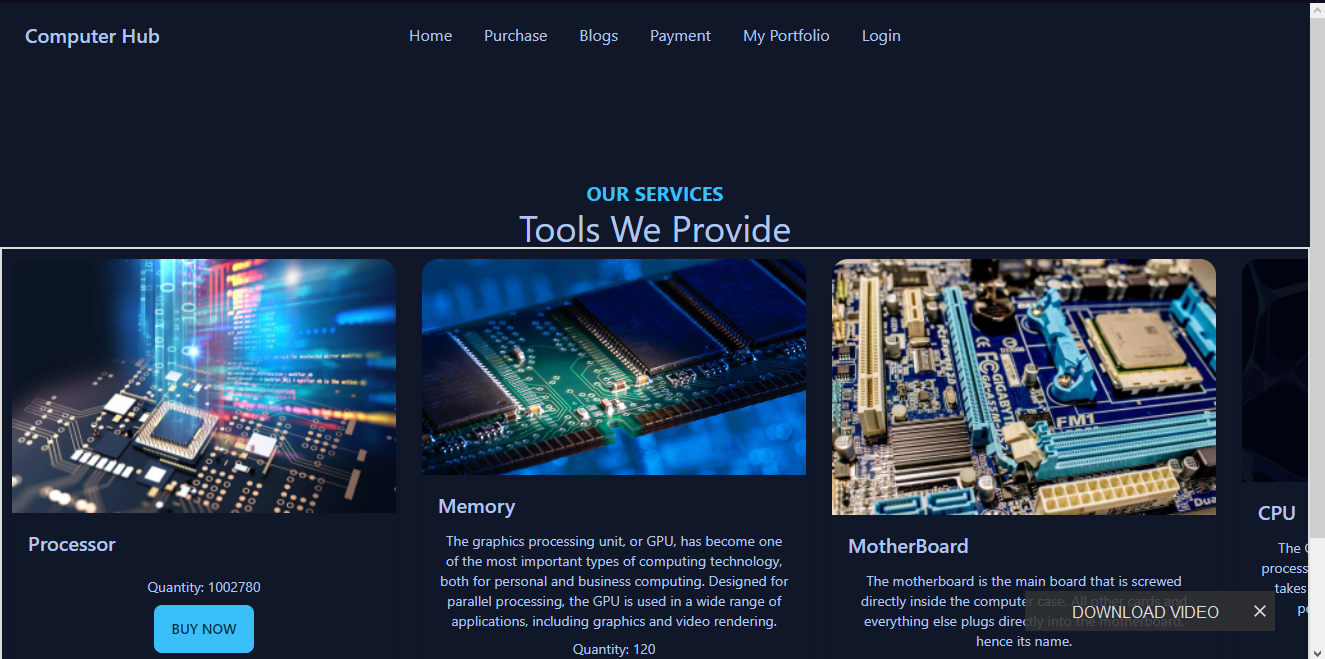 Computer Hub
Home Purchase Blogs Payment My Portfolio Login
OUR SERVICES
Tools We Provide
Processor
Quantity: 1002780
BUY NOW
Memory
The graphics processing unit, or GPU, has become one
of the most important types of computing technology,
both for personal and business computing. Designed for
parallel processing, the GPU is used in a wide range of
applications, including graphics and video rendering.
Quantity: 120
GIGABYTE
FM1
Dua
MotherBoard
The motherboard is the main board that is screwed
directly inside the computer case. All other cards and
everything else plugs directly into the motherboard,
hence its name.
CPU
The
process
takes
DOWNLOAD VIDEO